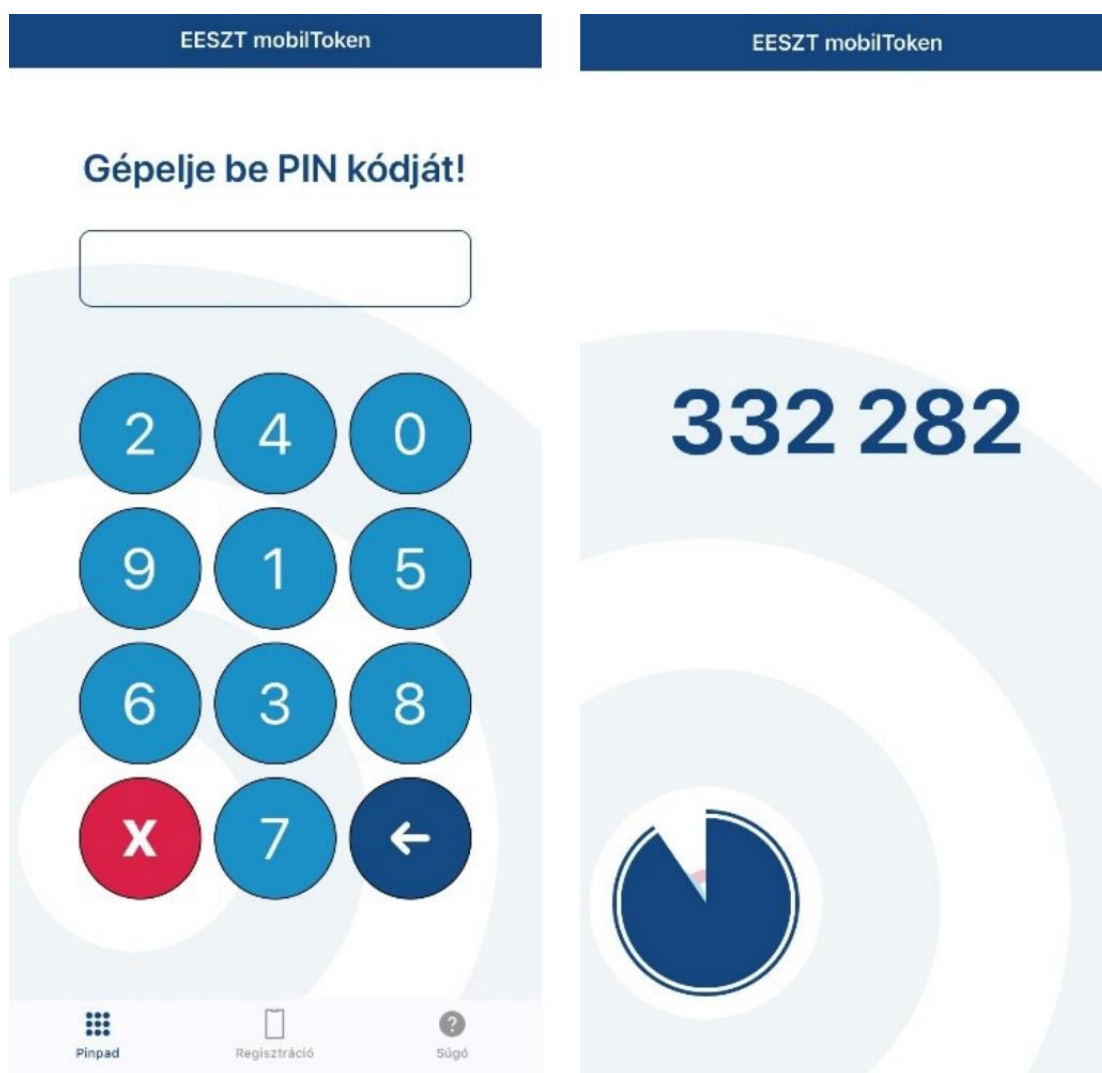 EESZT mobilToken
Gépelje be PIN kódját!
2 4 0
9 1 5
6 3 8
X 7 ←
Pinpad Regisztráció Súgó
EESZT mobilToken
332 282